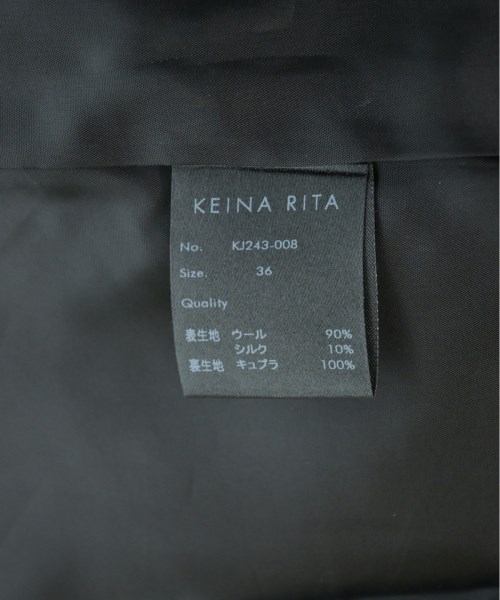 KEINA RITA
No. KJ243-008
Size. 36
Quality
表生地 ウール 90%
シルク 10%
裏生地 キュプラ 100%